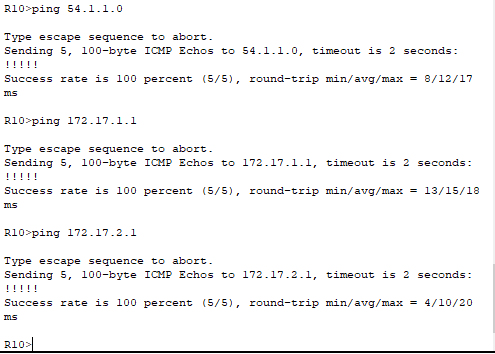 R10>ping 54.1.1.0
Type escape sequence to abort.
Sending 5, 100-byte ICMP Echos to 54.1.1.0, timeout is 2 seconds:
!!!!!
Success rate is 100 percent (5/5), round-trip min/avg/max = 8/12/17
ms
R10>ping 172.17.1.1
Type escape sequence to abort.
Sending 5, 100-byte ICMP Echos to 172.17.1.1, timeout is 2 seconds:
!!!!!
Success rate is 100 percent (5/5), round-trip min/avg/max = 13/15/18
ms
R10>ping 172.17.2.1
Type escape sequence to abort.
Sending 5, 100-byte ICMP Echos to 172.17.2.1, timeout is 2 seconds:
!!!!!
Success rate is 100 percent (5/5), round-trip min/avg/max = 4/10/20
ms
R10>